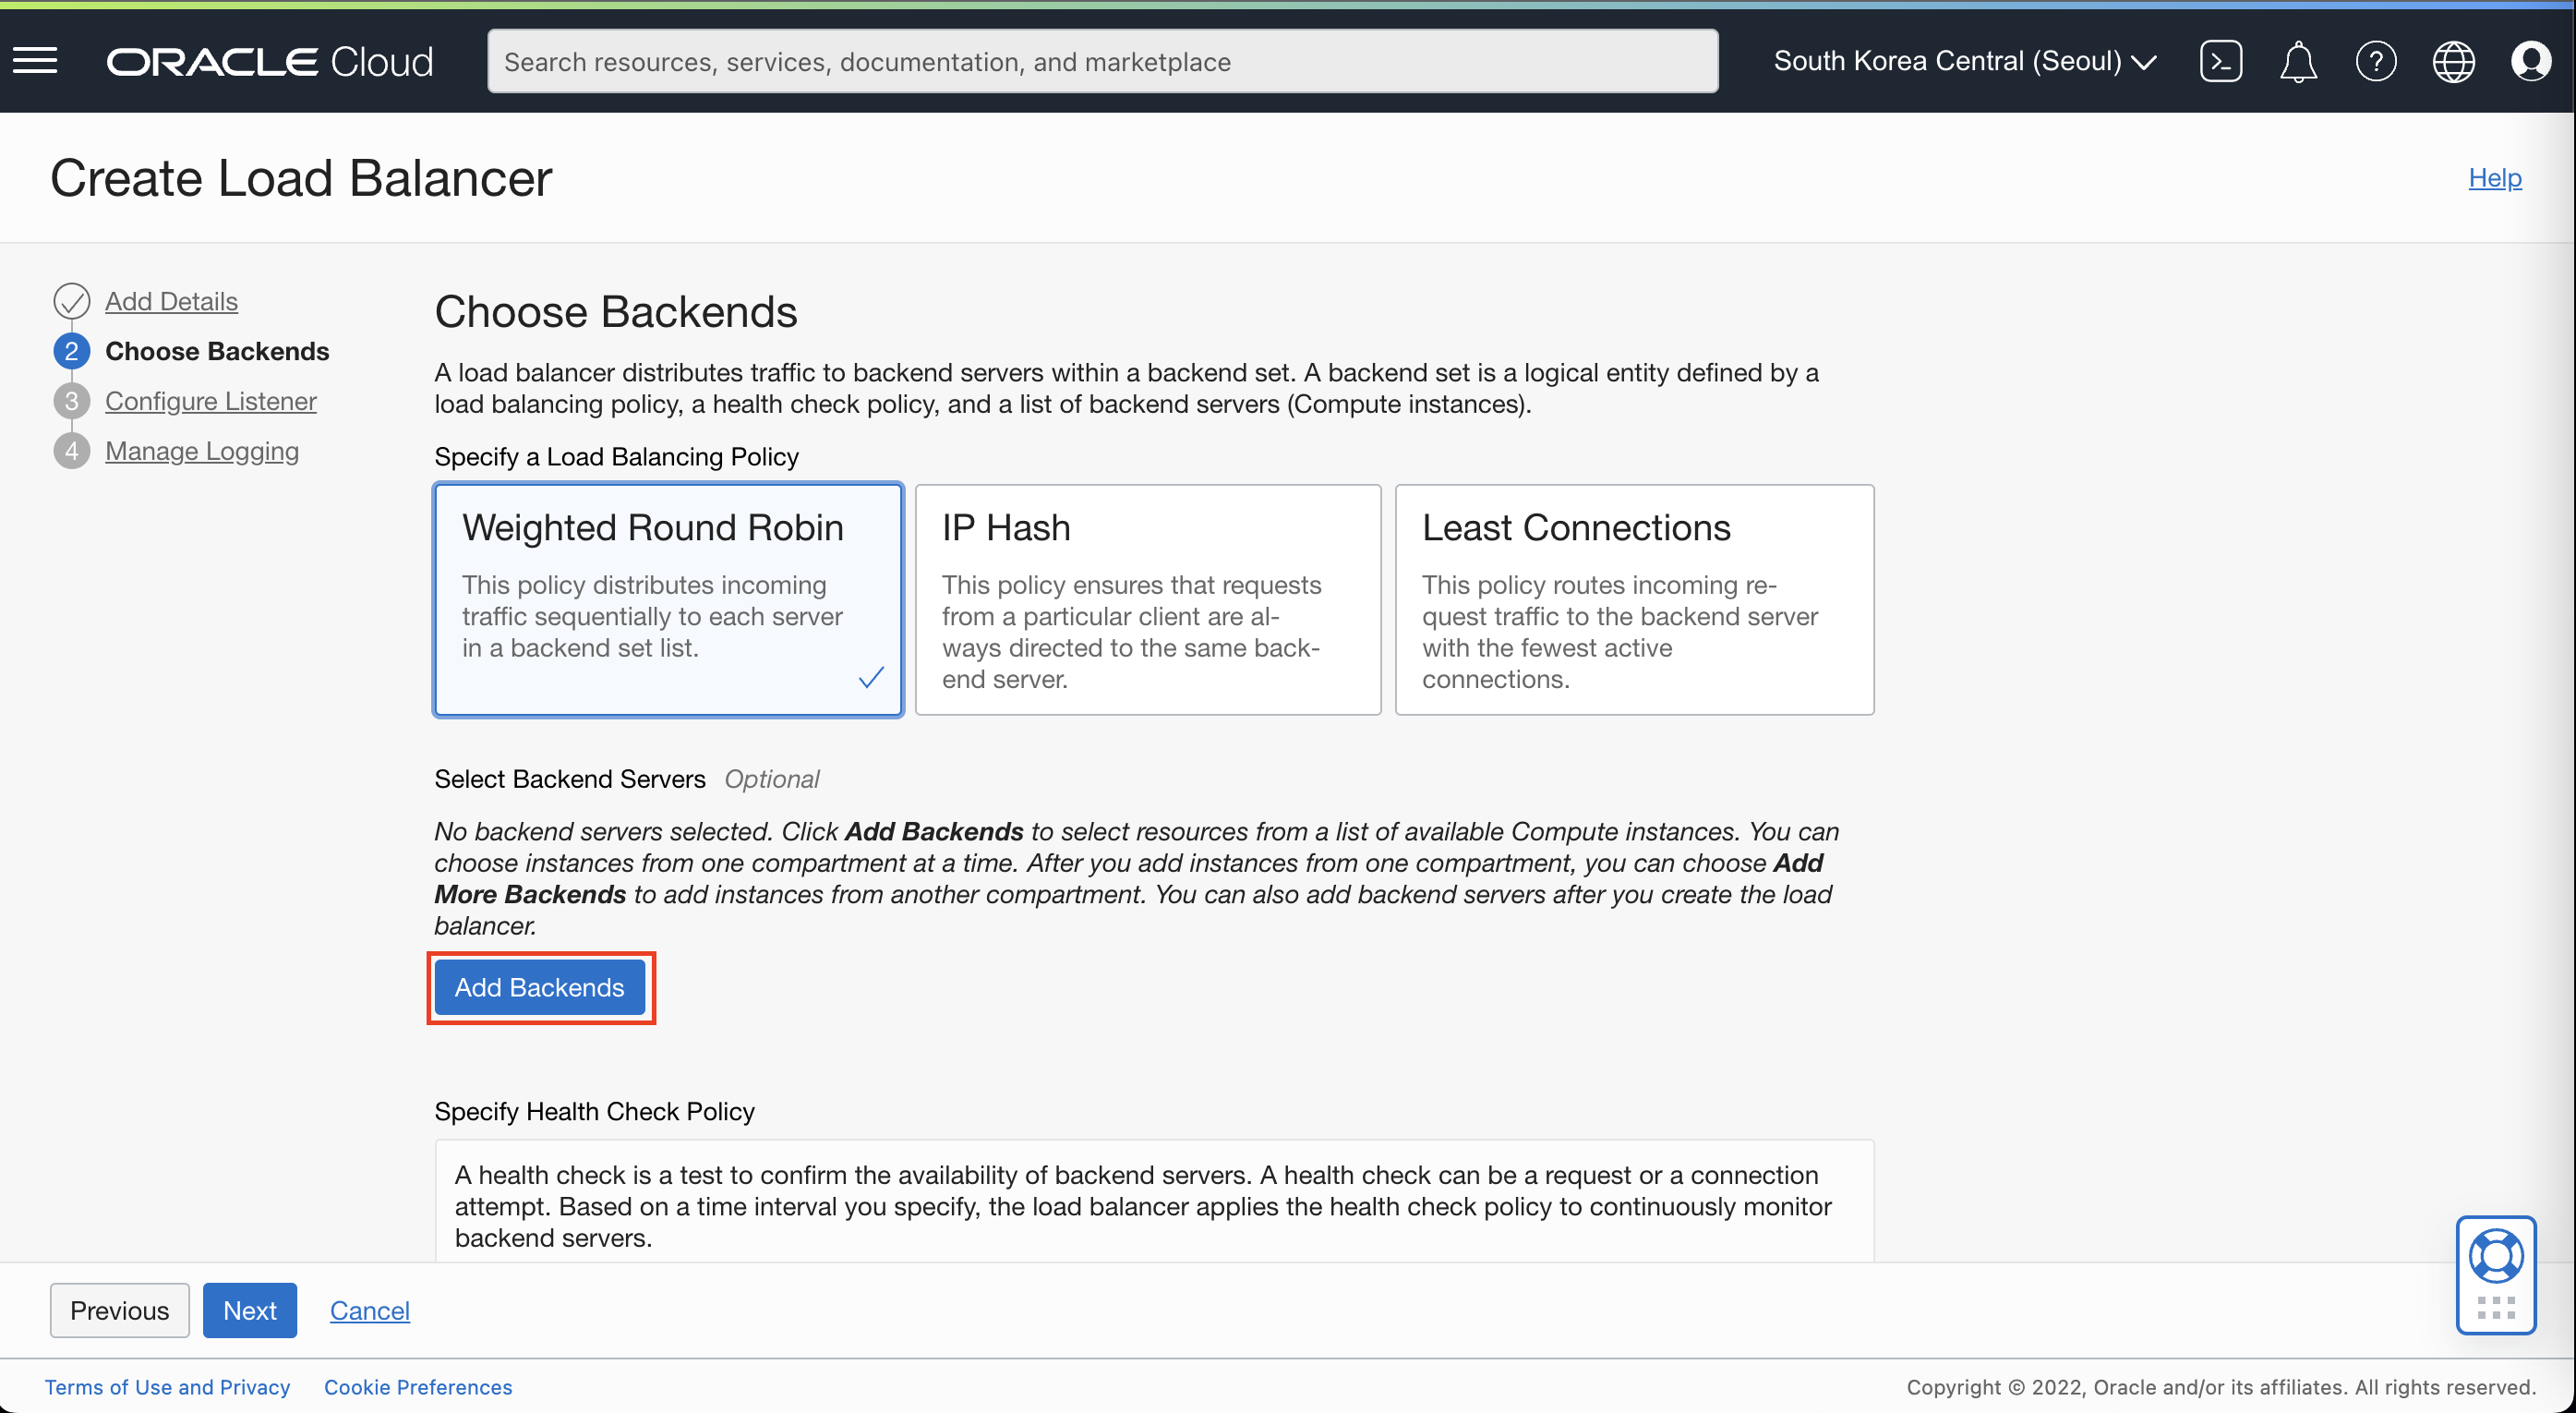 ORACLE Cloud
Search resources, services, documentation, and marketplace
South Korea Central (Seoul)
Create Load Balancer
Help
Add Details
2 Choose Backends
3 Configure Listener
4 Manage Logging
Choose Backends
A load balancer distributes traffic to backend servers within a backend set. A backend set is a logical entity defined by a
load balancing policy, a health check policy, and a list of backend servers (Compute instances).
Specify a Load Balancing Policy
Weighted Round Robin
This policy distributes incoming
traffic sequentially to each server
in a backend set list.
IP Hash
This policy ensures that requests
from a particular client are al-
ways directed to the same back-
end server.
Least Connections
This policy routes incoming re-
quest traffic to the backend server
with the fewest active
connections.
Select Backend Servers Optional
No backend servers selected. Click Add Backends to select resources from a list of available Compute instances. You can
choose instances from one compartment at a time. After you add instances from one compartment, you can choose Add
More Backends to add instances from another compartment. You can also add backend servers after you create the load
balancer.
Add Backends
Specify Health Check Policy
A health check is a test to confirm the availability of backend servers. A health check can be a request or a connection
attempt. Based on a time interval you specify, the load balancer applies the health check policy to continuously monitor
backend servers.
Previous
Next
Cancel
Terms of Use and Privacy
Cookie Preferences
Copyright © 2022, Oracle and/or its affiliates. All rights reserved.